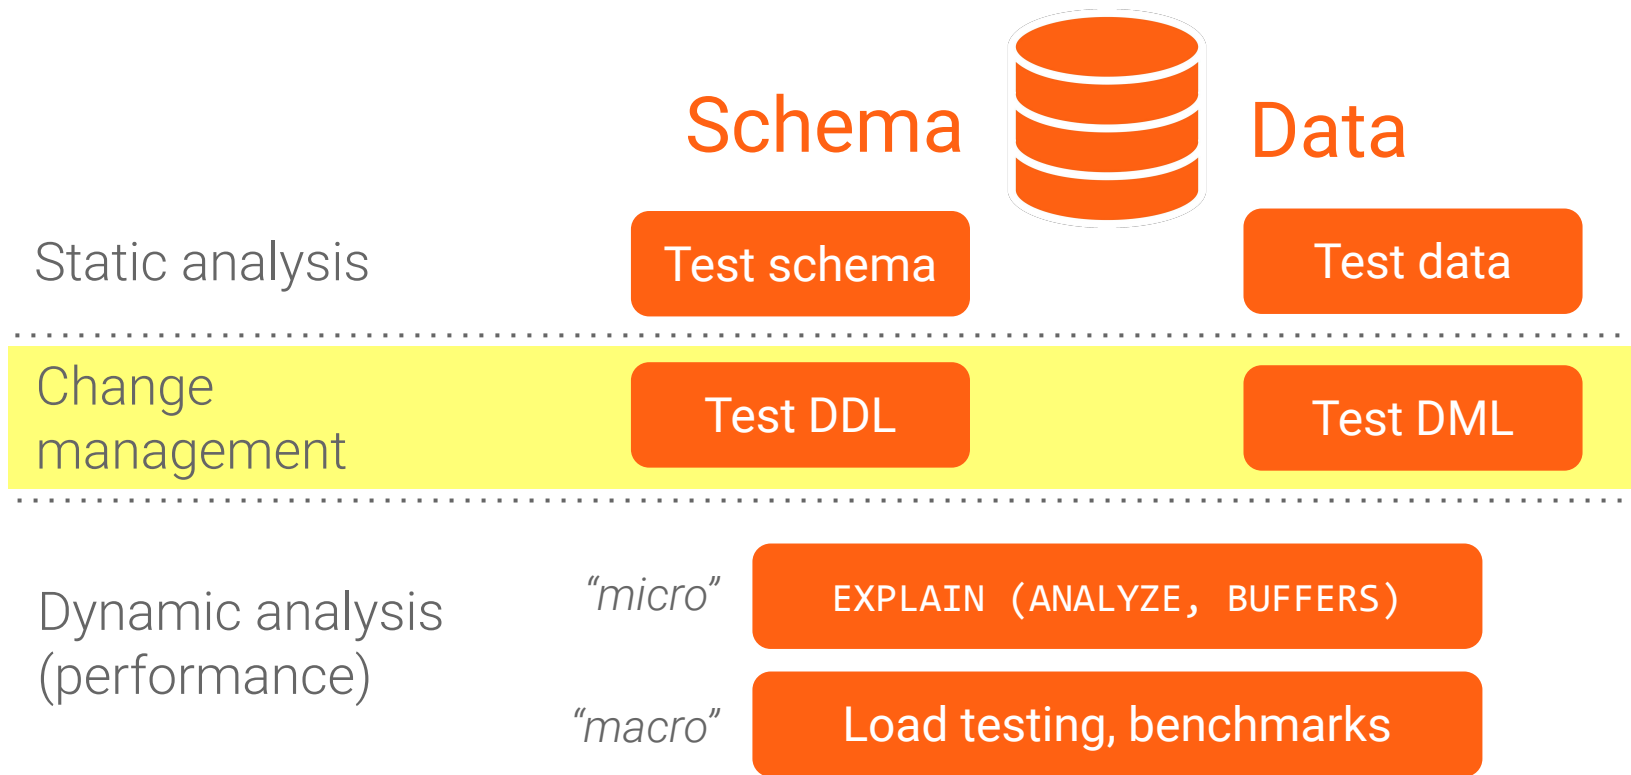 Schema
Data
Static analysis
Test schema
Test data
Change
management
Test DDL
Test DML
Dynamic analysis
(performance)
“micro”
EXPLAIN (ANALYZE, BUFFERS)
“macro”
Load testing, benchmarks